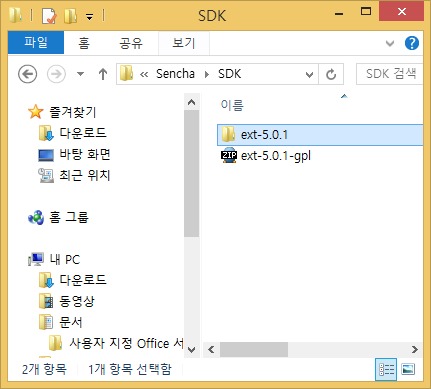 SDK
파일 홈 공유 보기
« Sencha ▸ SDK
SDK 검색
이름
즐겨찾기
다운로드
바탕 화면
최근 위치
홈 그룹
내 PC
다운로드
동영상
문서
사용자 지정 Office 서
ext-5.0.1
ZIP ext-5.0.1-gpl
2개 항목 1개 항목 선택함